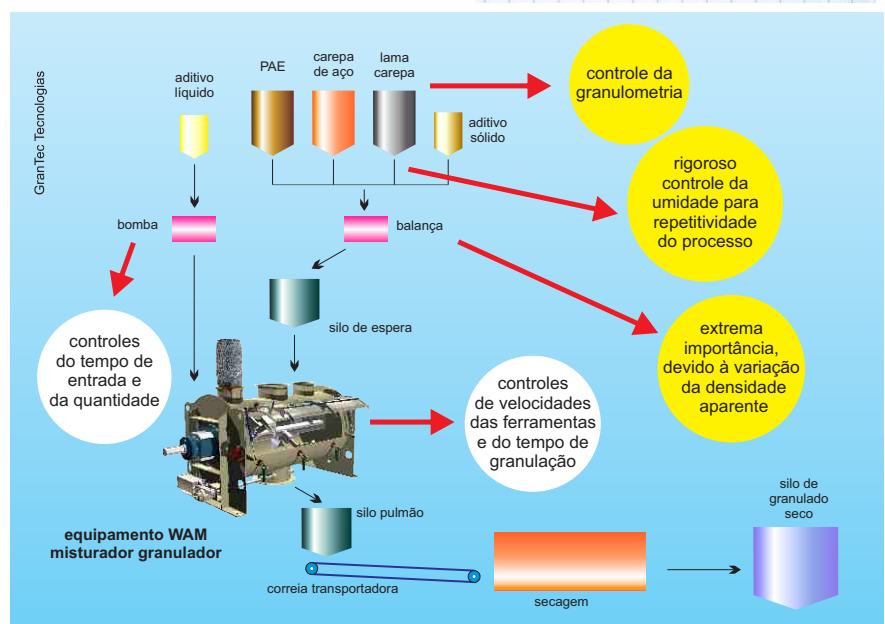 GranTec Tecnologias
aditivo
líquido
PAE
carepa
de aço
lama
carepa
aditivo
sólido
controle da
granulometria
rigoroso
controle da
umidade para
repetitividade
do processo
bomba
balança
silo de espera
extrema
importância,
devido à variação
da densidade
aparente
controles
do tempo de
entrada e
da quantidade
controles
de velocidades
das ferramentas
e do tempo de
granulação
equipamento WAM
misturador granulador
silo pulmão
correia transportadora
secagem
silo de
granulado
seco